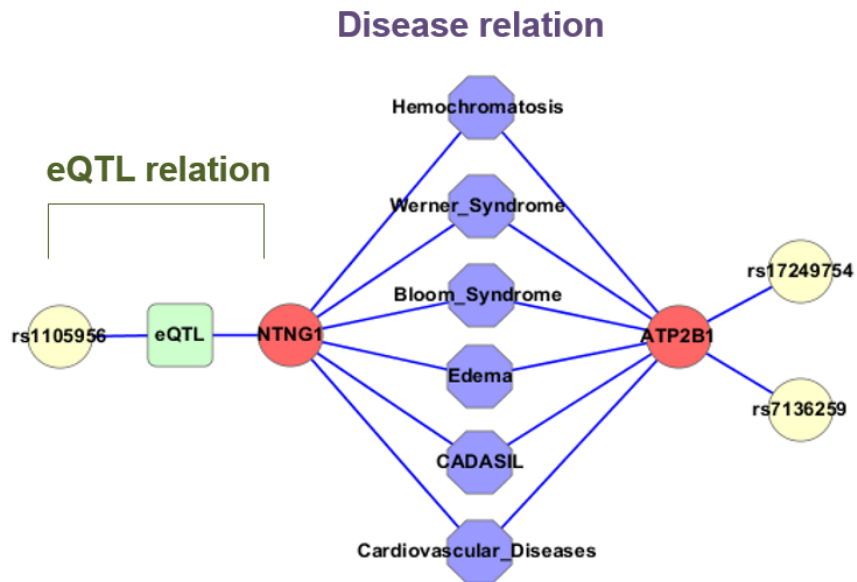 Disease relation
Hemochromatosis
eQTL relation
Werner_Syndrome
rs17249754
Bloom_Syndrome
rs1105956
eQTL
NTNG1
ATP2B1
Edema
rs7136259
CADASIL
Cardiovascular_Diseases